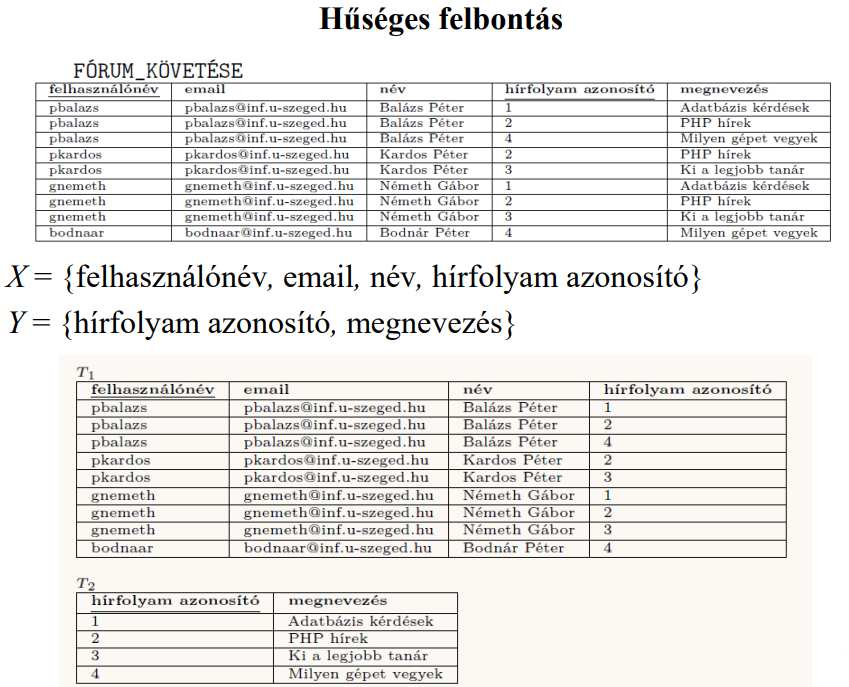 Hűséges felbontás
FÓRUM_KÖVETÉSE
felhasználónév email név hírfolyam azonosító megnevezés
pbalazs pbalazs@inf.u-szeged.hu Balázs Péter 1 Adatbázis kérdések
pbalazs pbalazs@inf.u-szeged.hu Balázs Péter 2 PHP hírek
pbalazs pbalazs@inf.u-szeged.hu Balázs Péter 4 Milyen gépet vegyek
pkardos pkardos@inf.u-szeged.hu Kardos Péter 2 PHP hírek
pkardos pkardos@inf.u-szeged.hu Kardos Péter 3 Ki a legjobb tanár
gnemeth gnemeth@inf.u-szeged.hu Németh Gábor 1 Adatbázis kérdések
gnemeth gnemeth@inf.u-szeged.hu Németh Gábor 2 PHP hírek
gnemeth gnemeth@inf.u-szeged.hu Németh Gábor 3 Ki a legjobb tanár
bodnaar bodnaar@inf.u-szeged.hu Bodnár Péter 4 Milyen gépet vegyek
X = {felhasználónév, email, név, hírfolyam azonosító}
Y = {hírfolyam azonosító, megnevezés}
T1
felhasználónév email név hírfolyam azonosító
pbalazs pbalazs@inf.u-szeged.hu Balázs Péter 1
pbalazs pbalazs@inf.u-szeged.hu Balázs Péter 2
pbalazs pbalazs@inf.u-szeged.hu Balázs Péter 4
pkardos pkardos@inf.u-szeged.hu Kardos Péter 2
pkardos pkardos@inf.u-szeged.hu Kardos Péter 3
gnemeth gnemeth@inf.u-szeged.hu Németh Gábor 1
gnemeth gnemeth@inf.u-szeged.hu Németh Gábor 2
gnemeth gnemeth@inf.u-szeged.hu Németh Gábor 3
bodnaar bodnaar@inf.u-szeged.hu Bodnár Péter 4
T2
hírfolyam azonosító megnevezés
1 Adatbázis kérdések
2 PHP hírek
3 Ki a legjobb tanár
4 Milyen gépet vegyek